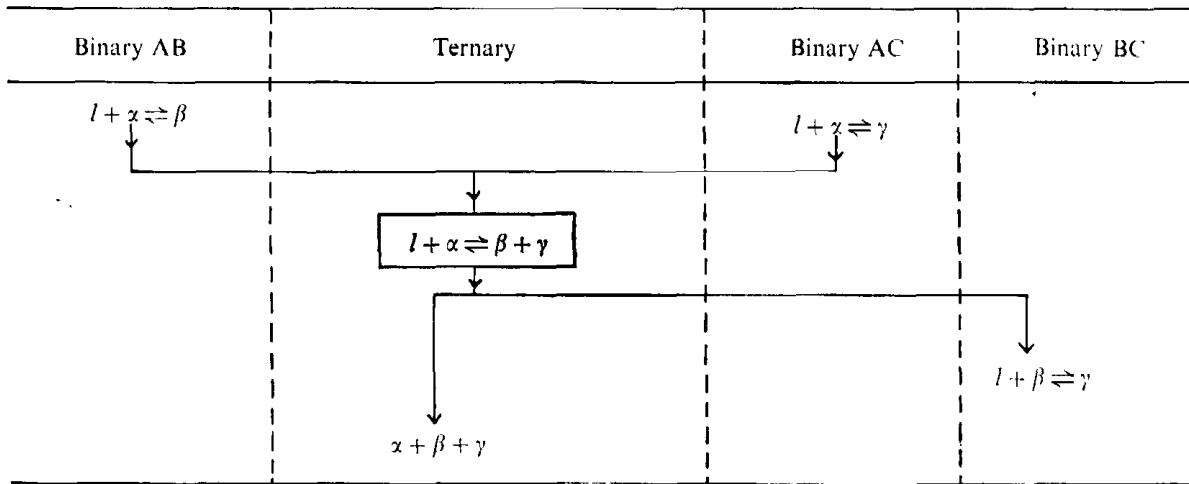 Binary AB Ternary Binary AC Binary BC
l + α ⇌ β
l + α ⇌ γ
l + α ⇌ β + γ
l + β ⇌ γ
α + β + γ